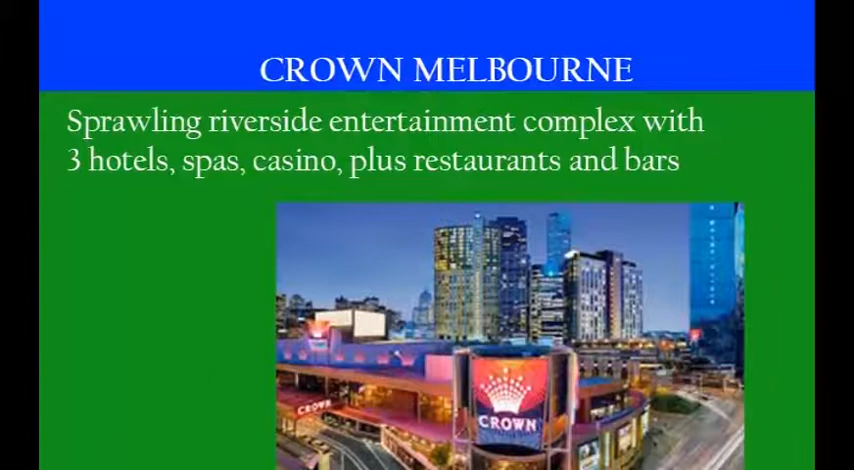 CROWN MELBOURNE
Sprawling riverside entertainment complex with
3 hotels, spas, casino, plus restaurants and bars
CROWN
CROWN